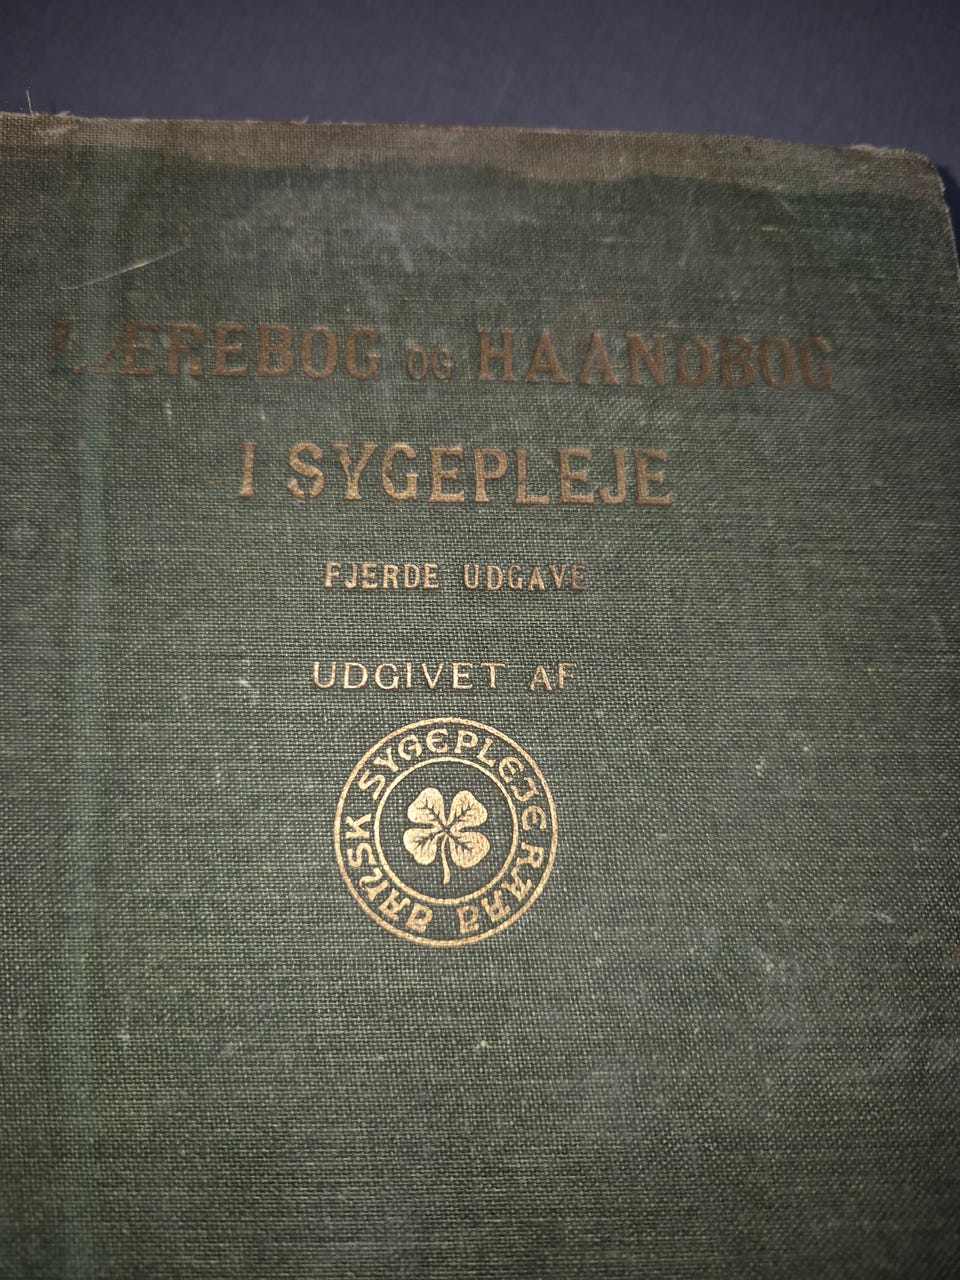 LÆREBOG OG HAANDBOG
I SYGEPLEJE
FJERDE UDGAVE
UDGIVET AF
DANSK SYGEPLEJERAAD